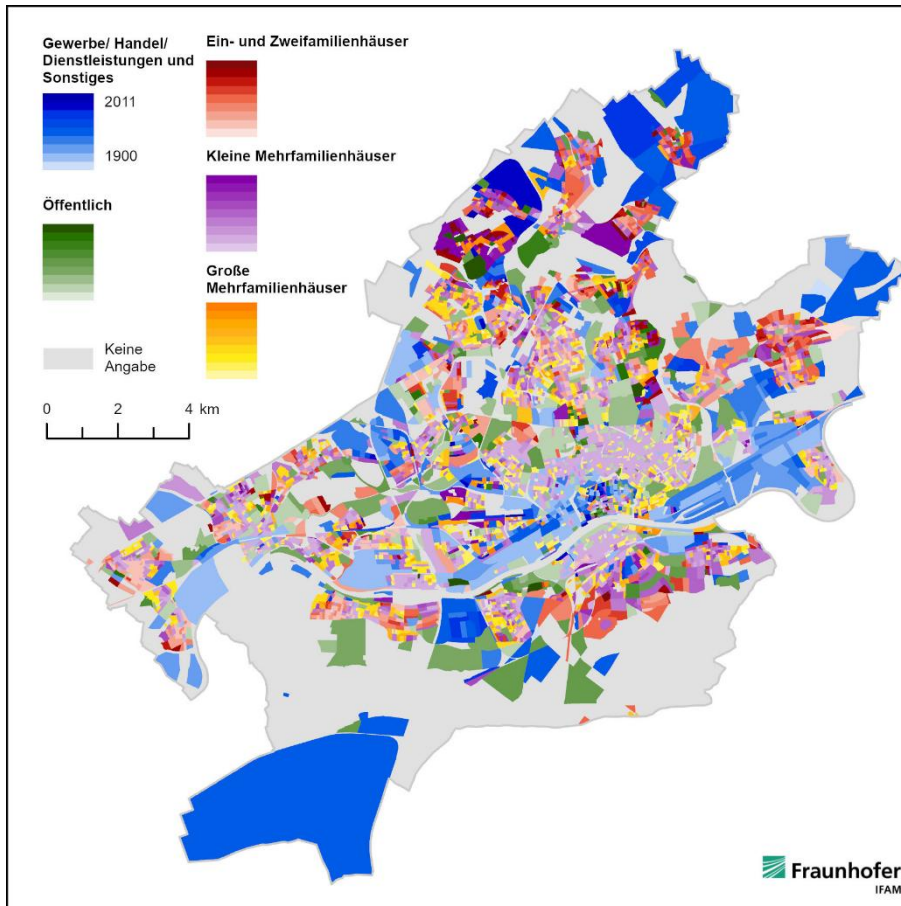 Gewerbe/ Handel/
Dienstleistungen und
Sonstiges
2011
1900
Öffentlich
Keine
Angabe
Ein- und Zweifamilienhäuser
Kleine Mehrfamilienhäuser
Große
Mehrfamilienhäuser
0 2 4 km
Fraunhofer
IFAM